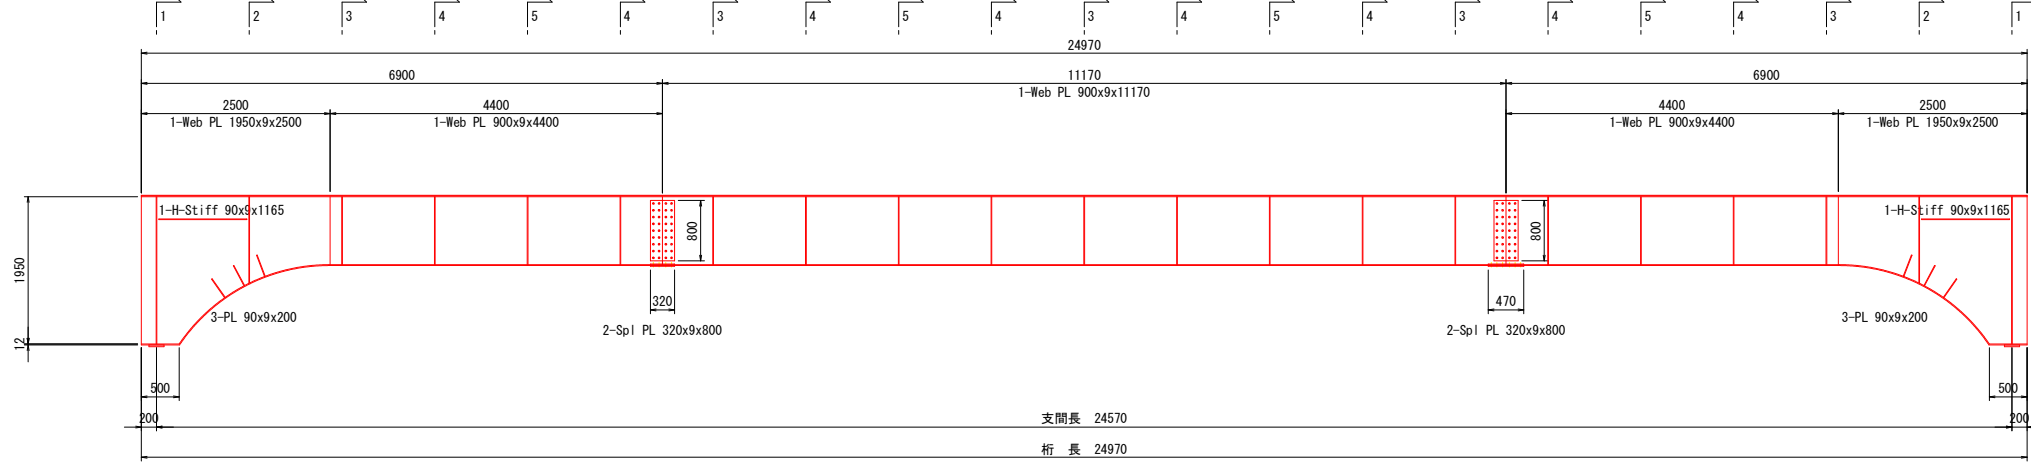 1 2 3 4 5 4 3 4 5 4 3 4 5 4 3 4 5 4 3 2 1
24970
6900 11170 6900
1-Web PL 900x9x11170
2500 4400 4400 2500
1-Web PL 1950x9x2500 1-Web PL 900x9x4400 1-Web PL 900x9x4400 1-Web PL 1950x9x2500
1-H-Stiff 90x9x1165 1-H-Stiff 90x9x1165
800 800
1950
320 470
3-PL 90x9x200 3-PL 90x9x200
2-Spl PL 320x9x800 2-Spl PL 320x9x800
12
500 500
200 支間長 24570 200
桁 長 24970